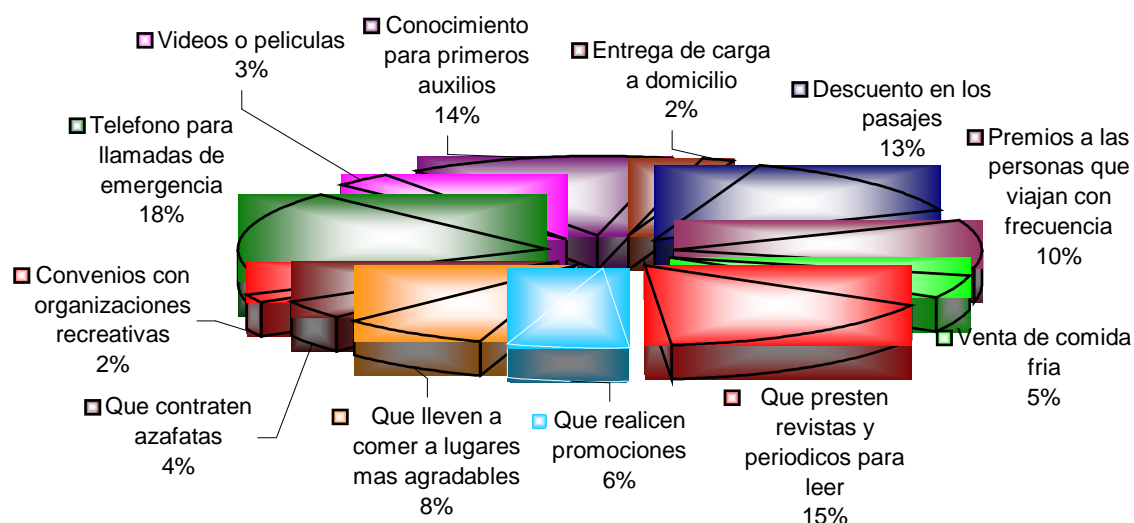 Videos o peliculas
3%
Conocimiento
para primeros
auxilios
14%
Entrega de carga
a domicilio
2%
Descuento en los
pasajes
13%
Premios a las
personas que
viajan con
frecuencia
10%
Telefono para
llamadas de
emergencia
18%
Convenios con
organizaciones
recreativas
2%
Que contraten
azafatas
4%
Que lleven a
comer a lugares
mas agradables
8%
Que realicen
promociones
6%
Que presten
revistas y
periodicos para
leer
15%
Venta de comida
fria
5%